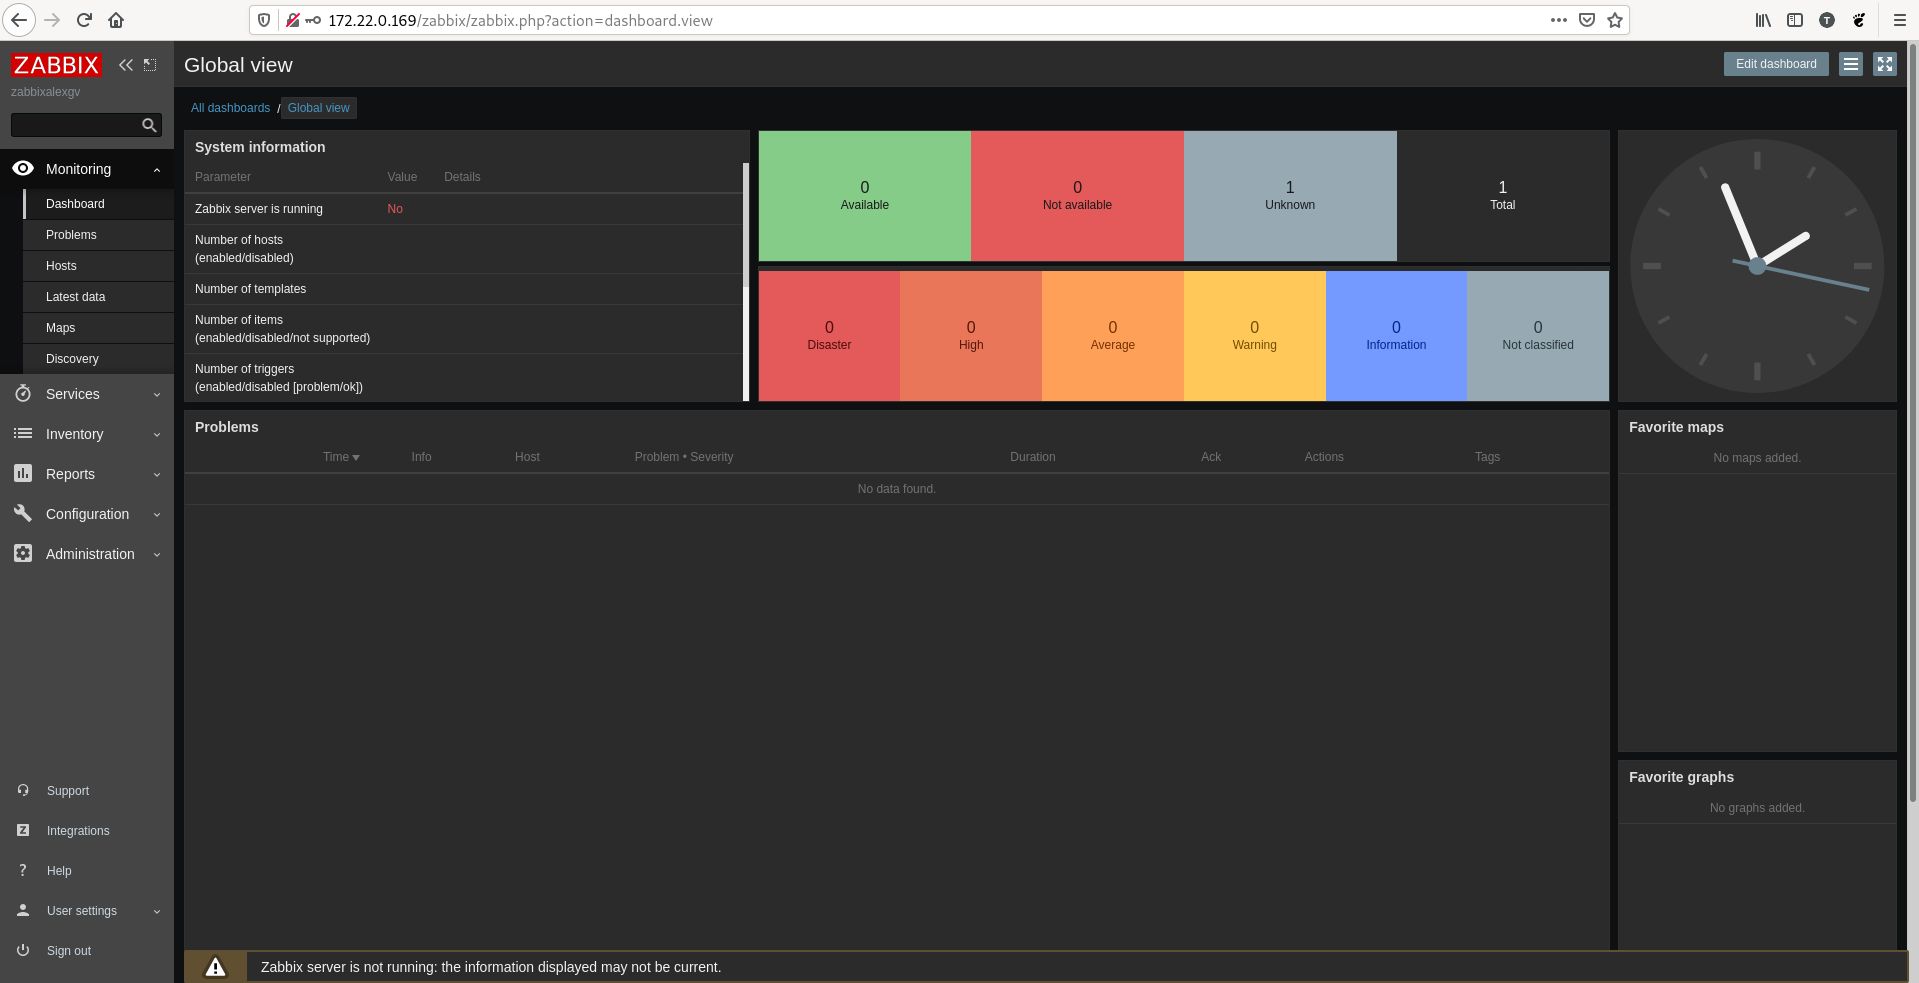 172.22.0.169/zabbix/zabbix.php?action=dashboard.view
T
ZABBIX
zabbixalexgv
Monitoring
Dashboard
Problems
Hosts
Latest data
Maps
Discovery
Services
Inventory
Reports
Configuration
Administration
Support
Z
Integrations
?
Help
User settings
Sign out
Global view
Edit dashboard
All dashboards / Global view
System information
Parameter Value Details
Zabbix server is running No
Number of hosts
(enabled/disabled)
Number of templates
Number of items
(enabled/disabled/not supported)
Number of triggers
(enabled/disabled [problem/ok])
0 0 1 1
Available Not available Unknown Total
0 0 0 0 0 0
Disaster High Average Warning Information Not classified
Problems
Time Info Host Problem • Severity Duration Ack Actions Tags
No data found.
Favorite maps
No maps added.
Favorite graphs
No graphs added.
Zabbix server is not running: the information displayed may not be current.